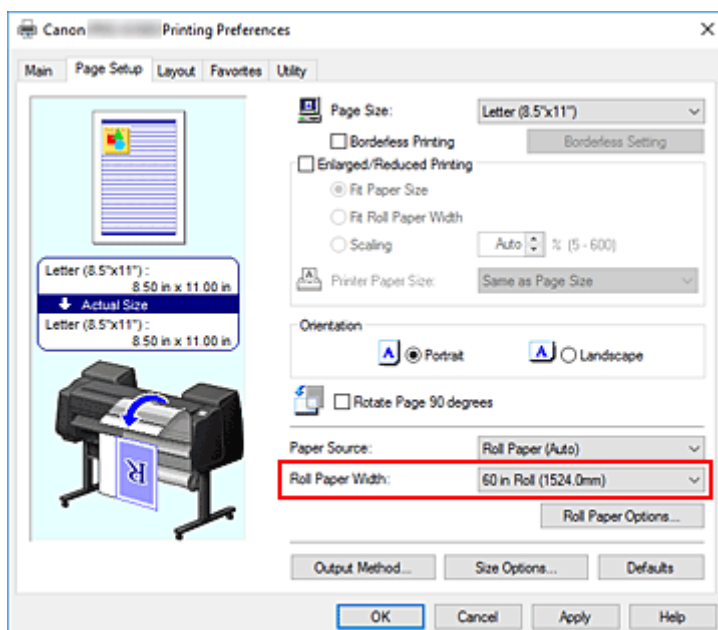 Canon Printing Preferences
Main Page Setup Layout Favorites Utility
Page Size: Letter (8.5"x11")
Borderless Printing Borderless Setting
Enlarged/Reduced Printing
Fit Paper Size
Fit Roll Paper Width
Scaling Auto % (5 - 600)
Printer Paper Size: Same as Page Size
Letter (8.5"x11") :
8.50 in x 11.00 in
Actual Size
Letter (8.5"x11") :
8.50 in x 11.00 in
Orientation
A Portrait A Landscape
Rotate Page 90 degrees
R
Paper Source: Roll Paper (Auto)
Roll Paper Width: 60 in Roll (1524.0mm)
Roll Paper Options...
Output Method... Size Options... Defaults
OK Cancel Apply Help